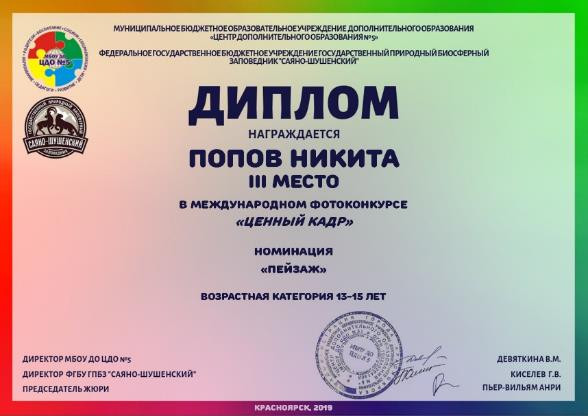 МУНИЦИПАЛЬНОЕ БЮДЖЕТНОЕ ОБРАЗОВАТЕЛЬНОЕ УЧРЕЖДЕНИЕ ДОПОЛНИТЕЛЬНОГО ОБРАЗОВАНИЯ
«ЦЕНТР ДОПОЛНИТЕЛЬНОГО ОБРАЗОВАНИЯ №5»
ФЕДЕРАЛЬНОЕ ГОСУДАРСТВЕННОЕ БЮДЖЕТНОЕ УЧРЕЖДЕНИЕ ГОСУДАРСТВЕННЫЙ ПРИРОДНЫЙ БИОСФЕРНЫЙ
ЗАПОВЕДНИК "САЯНО-ШУШЕНСКИЙ"
МБОУ ДО
ЦДО №5
САЯНО-ШУШЕНСКИЙ
ДИПЛОМ
НАГРАЖДАЕТСЯ
ПОПОВ НИКИТА
III МЕСТО
В МЕЖДУНАРОДНОМ ФОТОКОНКУРСЕ
«ЦЕННЫЙ КАДР»
НОМИНАЦИЯ
«ПЕЙЗАЖ»
ВОЗРАСТНАЯ КАТЕГОРИЯ 13-15 ЛЕТ
ДИРЕКТОР МБОУ ДО ЦДО №5
ДЕВЯТКИНА В.М.
ДИРЕКТОР ФГБУ ГПБЗ "САЯНО-ШУШЕНСКИЙ"
КИСЕЛЕВ Г.В.
ПРЕДСЕДАТЕЛЬ ЖЮРИ
ПЬЕР-ВИЛЬЯМ АНРИ
КРАСНОЯРСК, 2019